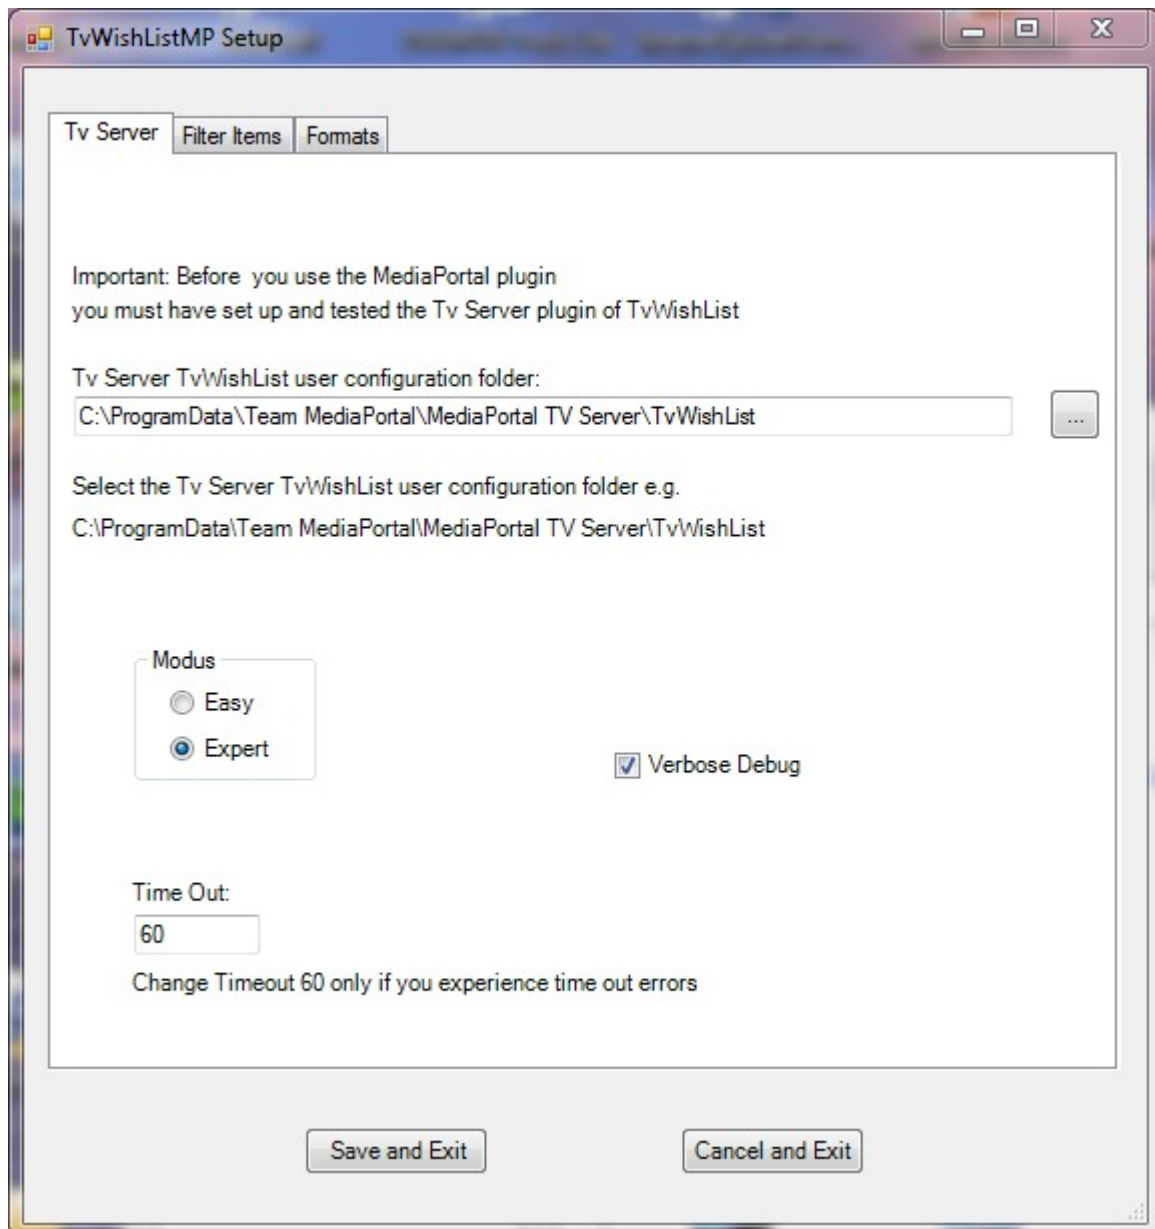 TvWishListMP Setup
Tv Server Filter Items Formats
Important: Before  you use the MediaPortal plugin
you must have set up and tested the Tv Server plugin of TvWishList
Tv Server TvWishList user configuration folder:
C:\ProgramData\Team MediaPortal\MediaPortal TV Server\TvWishList ...
Select the Tv Server TvWishList user configuration folder e.g.
C:\ProgramData\Team MediaPortal\MediaPortal TV Server\TvWishList
Modus
Easy
Expert
Verbose Debug
Time Out:
60
Change Timeout 60 only if you experience time out errors
Save and Exit Cancel and Exit